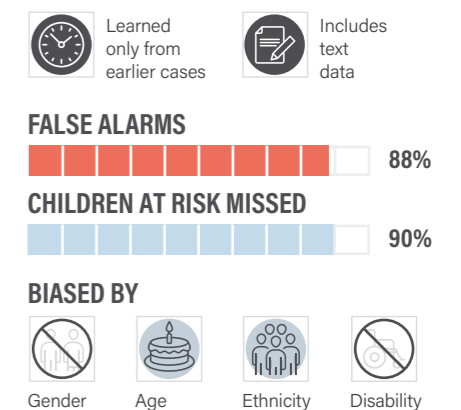 Learned
only from
earlier cases
Includes
text
data
FALSE ALARMS
88%
CHILDREN AT RISK MISSED
90%
BIASED BY
Gender
Age
Ethnicity
Disability